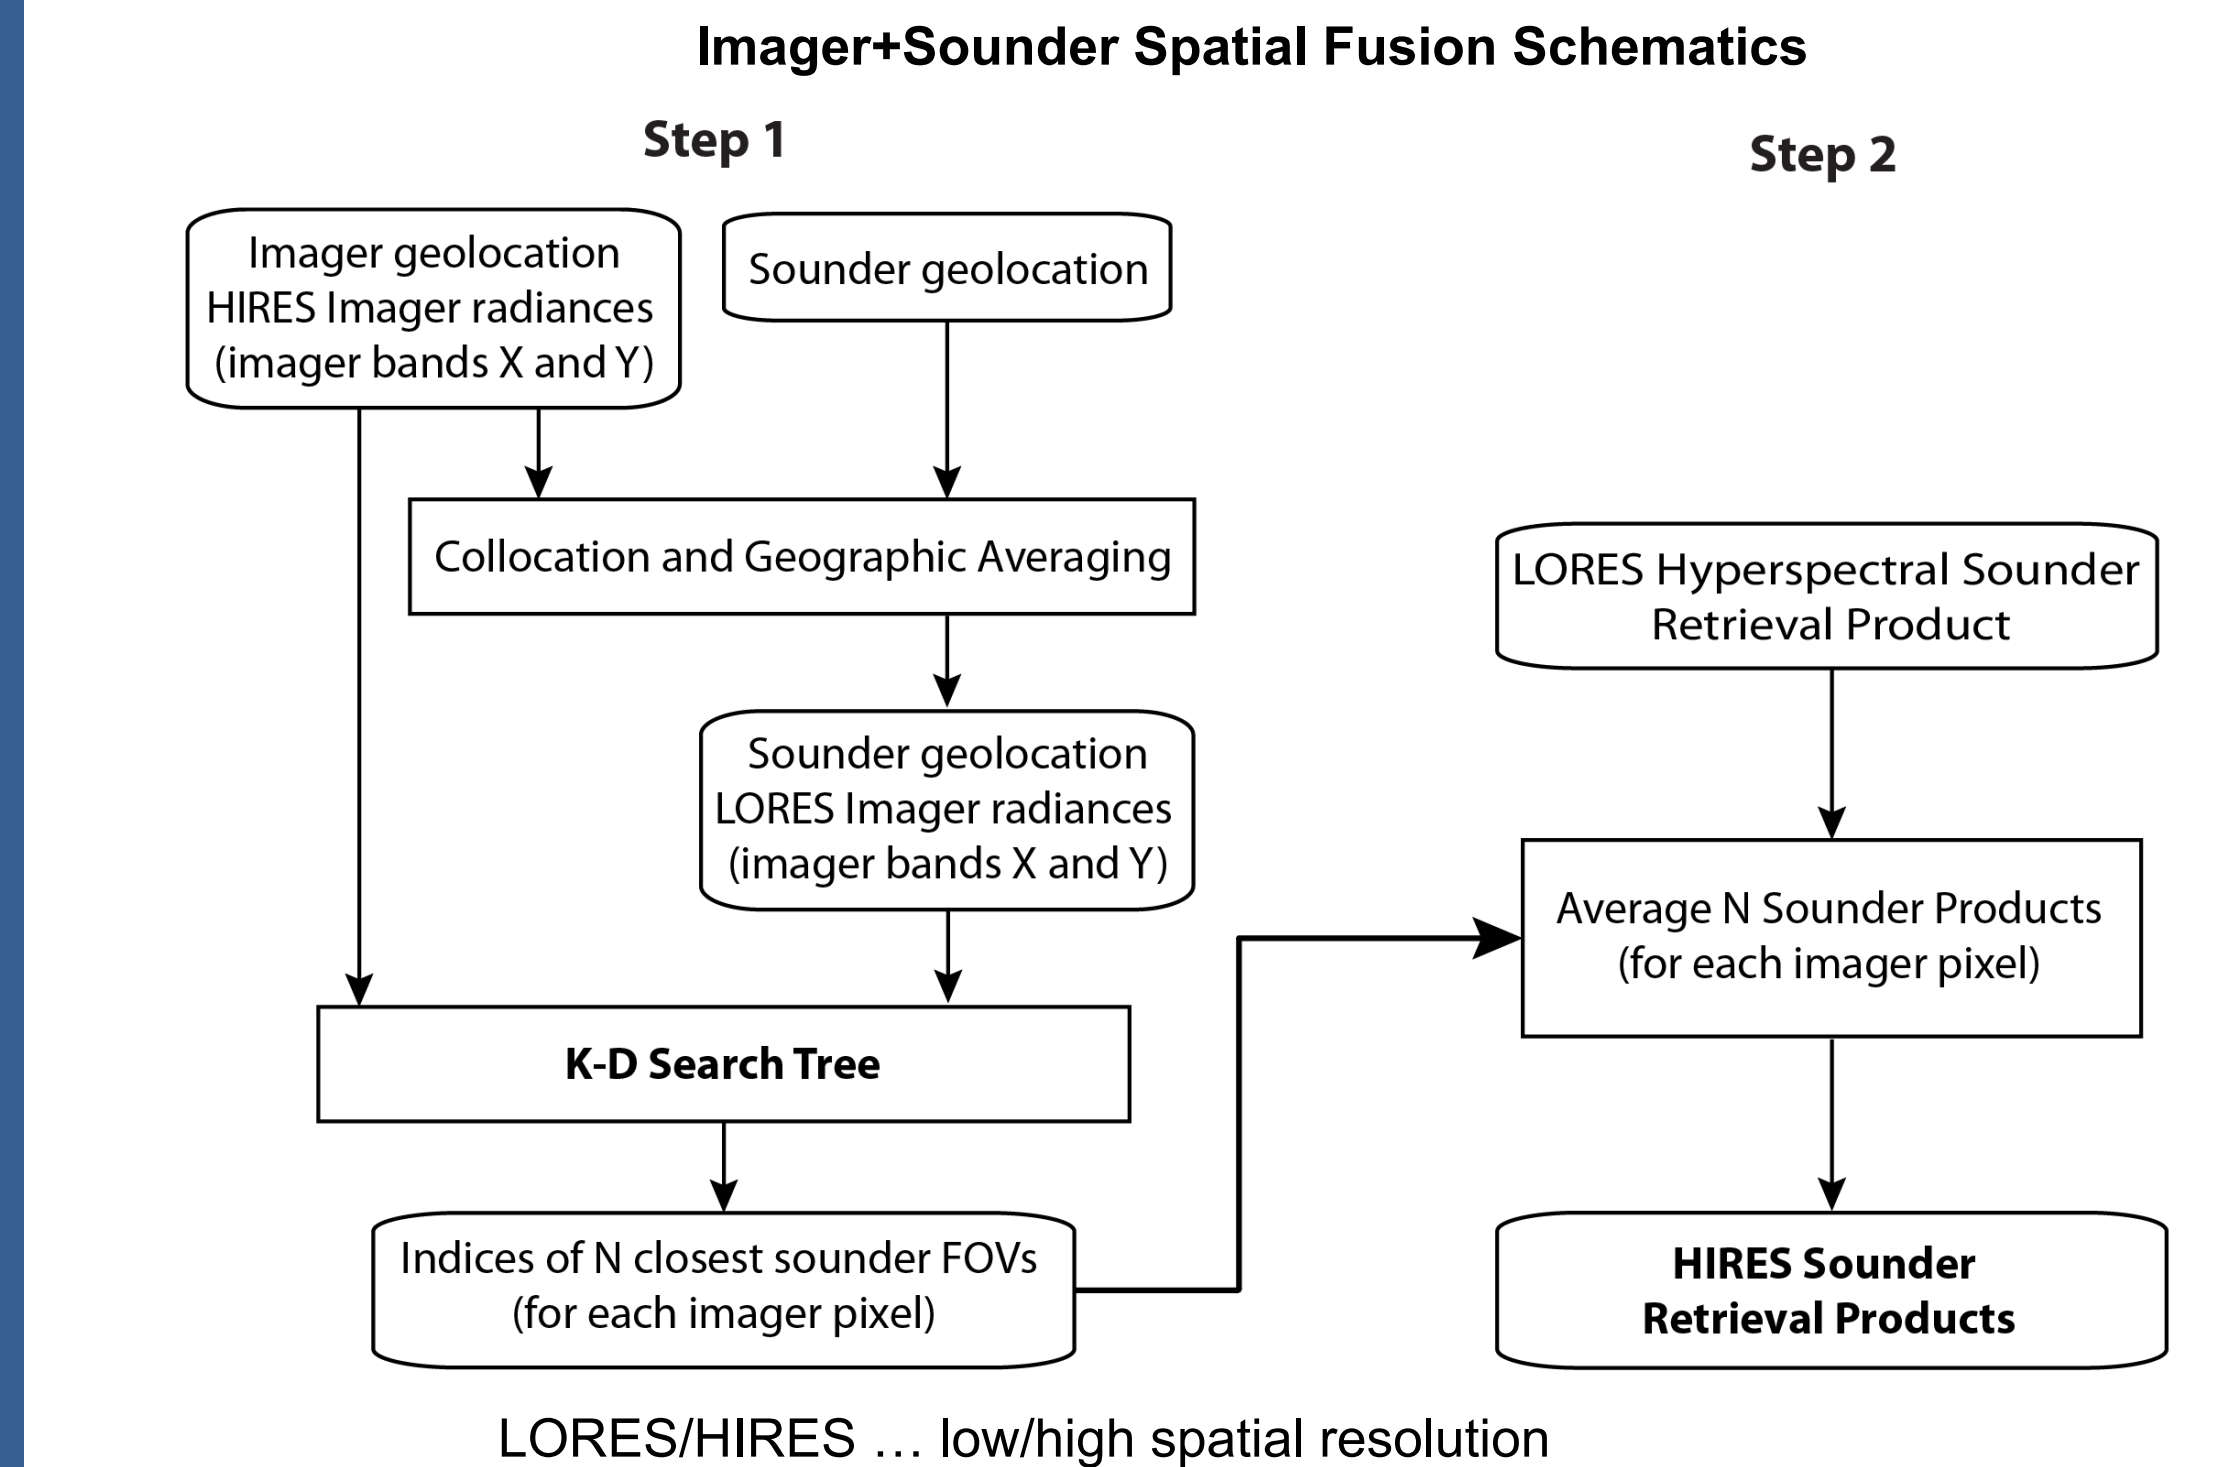 Imager+Sounder Spatial Fusion Schematics
Step 1
Step 2
Imager geolocation
HIRES Imager radiances
(imager bands X and Y)
Sounder geolocation
Collocation and Geographic Averaging
Sounder geolocation
LORES Imager radiances
(imager bands X and Y)
K-D Search Tree
Indices of N closest sounder FOVs
(for each imager pixel)
LORES Hyperspectral Sounder
Retrieval Product
Average N Sounder Products
(for each imager pixel)
HIRES Sounder
Retrieval Products
LORES/HIRES … low/high spatial resolution